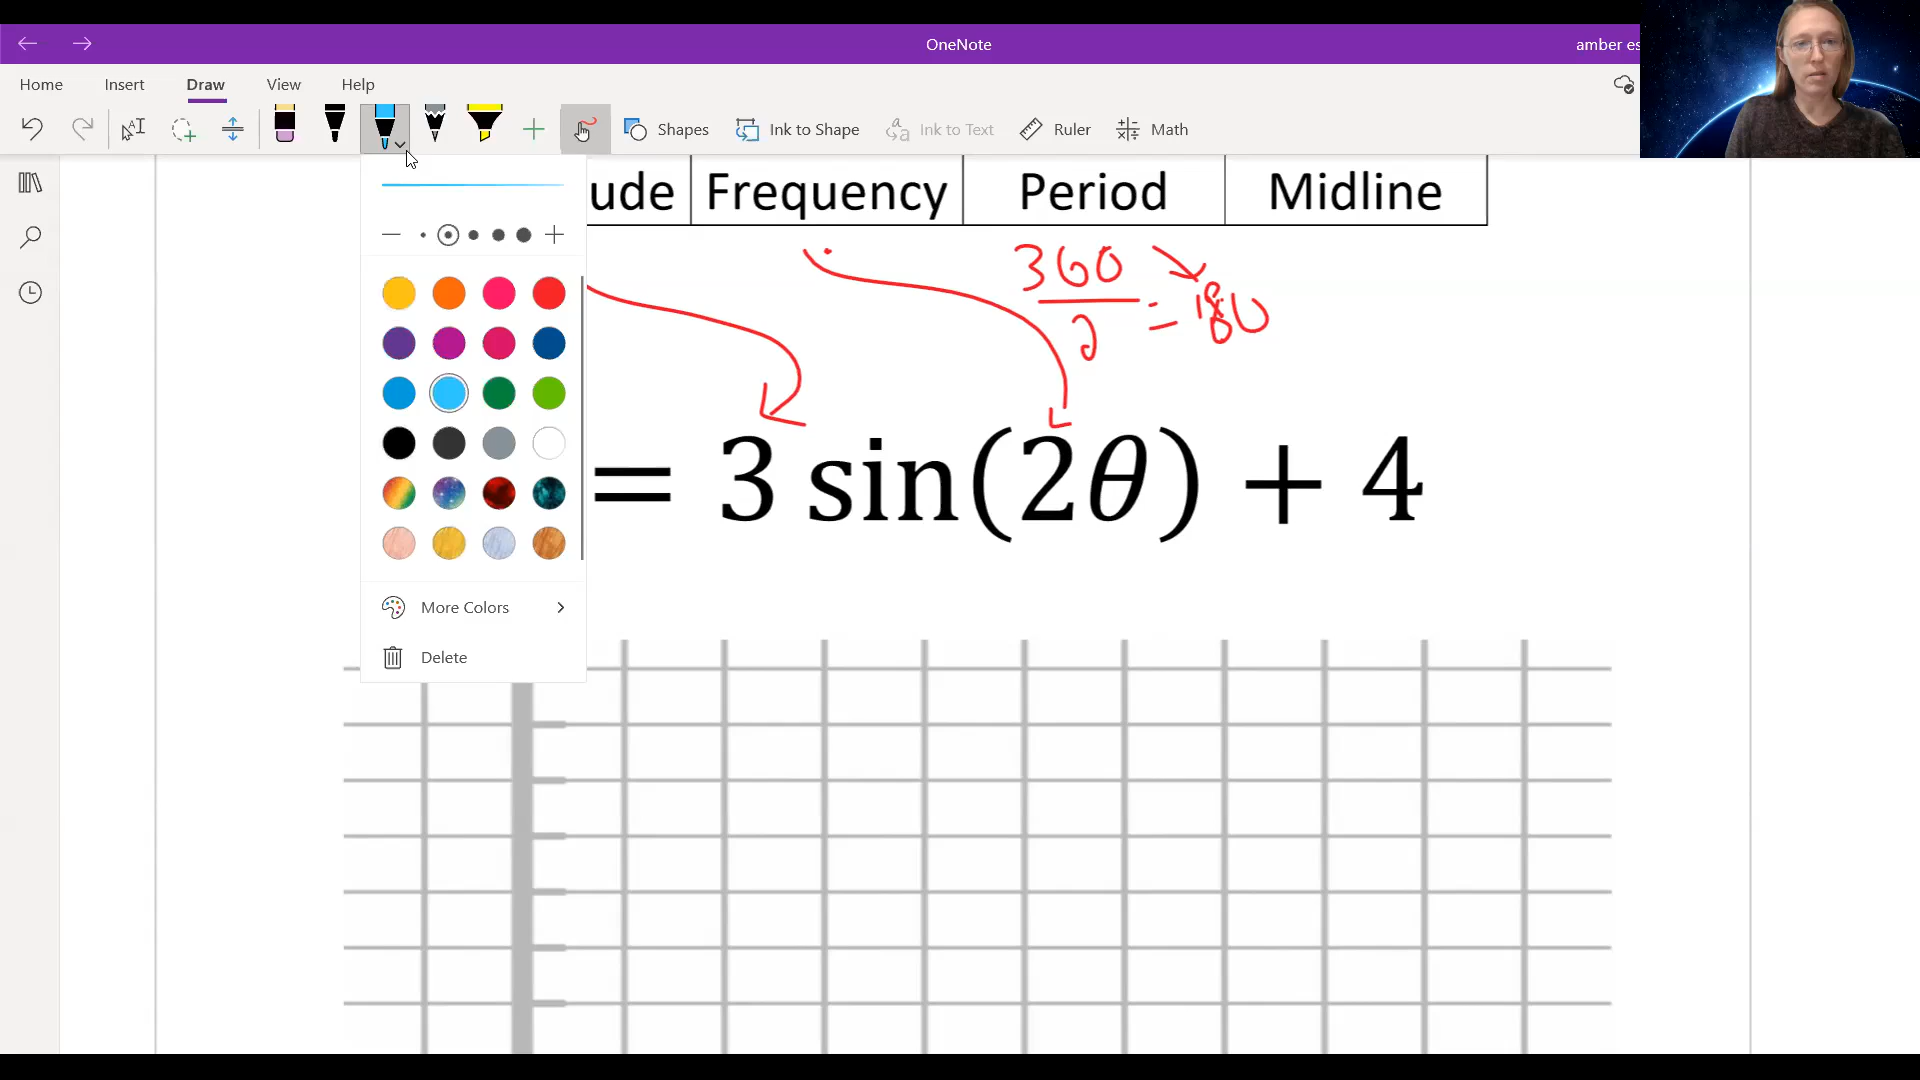 OneNote
amber es
Home Insert Draw View Help
Shapes Ink to Shape Ink to Text Ruler Math
ude Frequency Period Midline
360
2 = 180
= 3 sin(2θ) + 4
More Colors
Delete